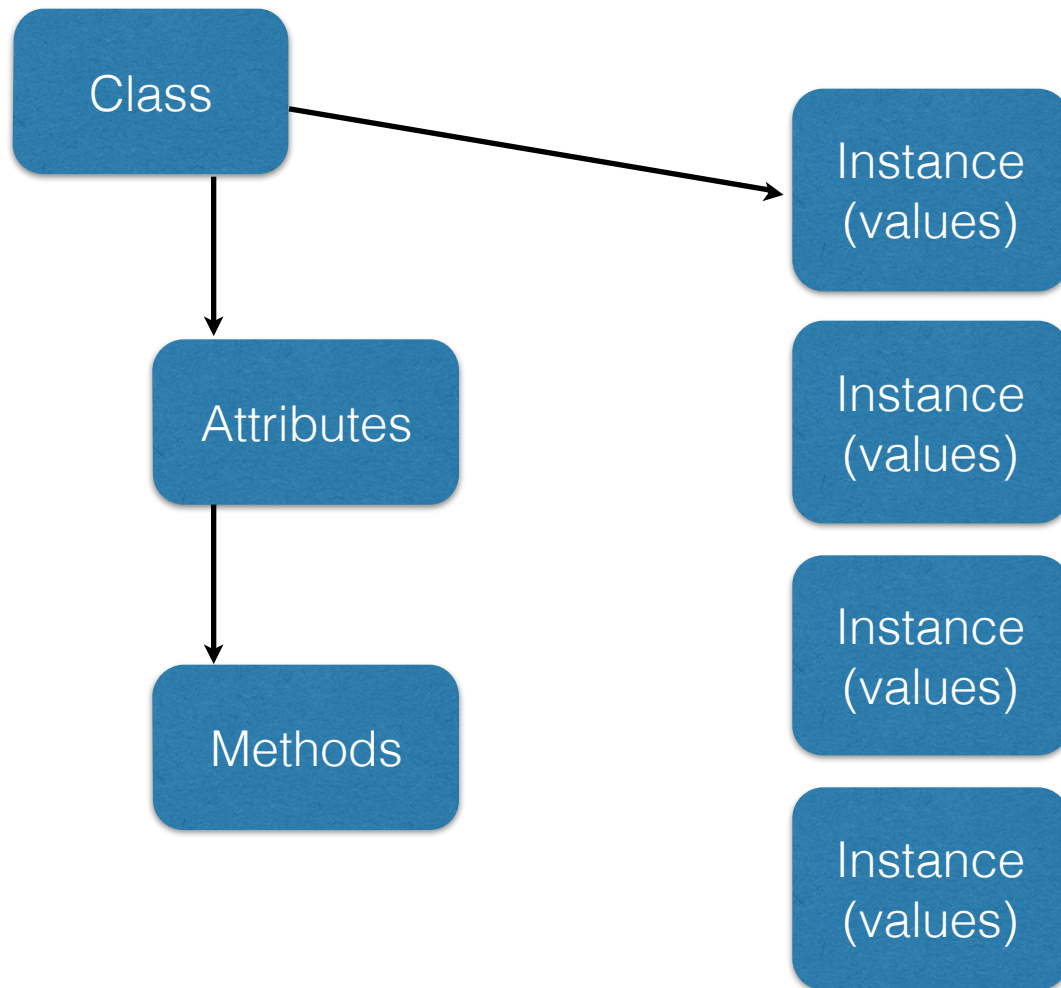 Class
Instance
(values)
Attributes
Instance
(values)
Methods
Instance
(values)
Instance
(values)